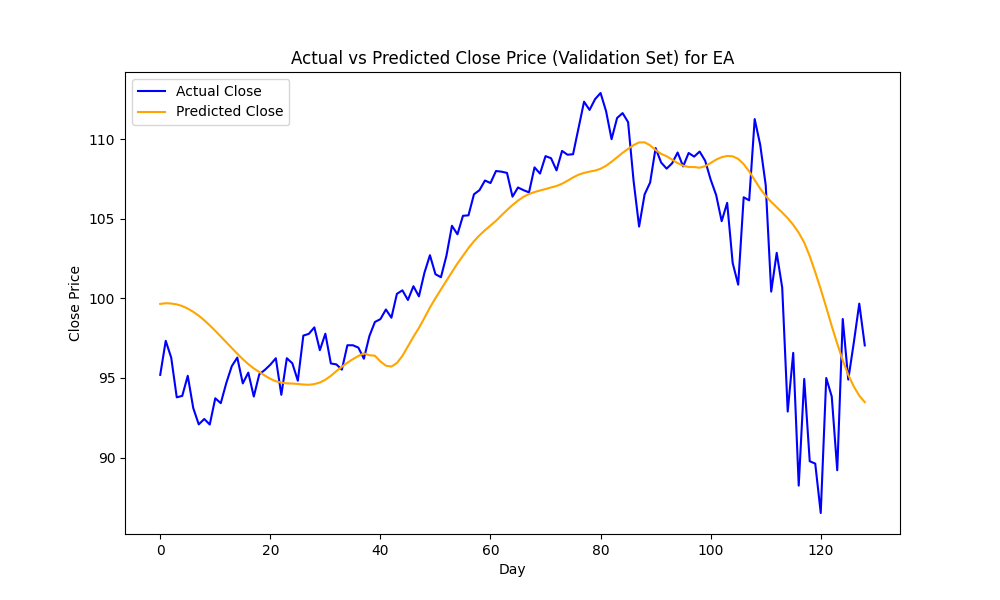 Actual vs Predicted Close Price (Validation Set) for EA
Actual Close
Predicted Close
Close Price
110
105
100
95
90
0 20 40 60 80 100 120
Day